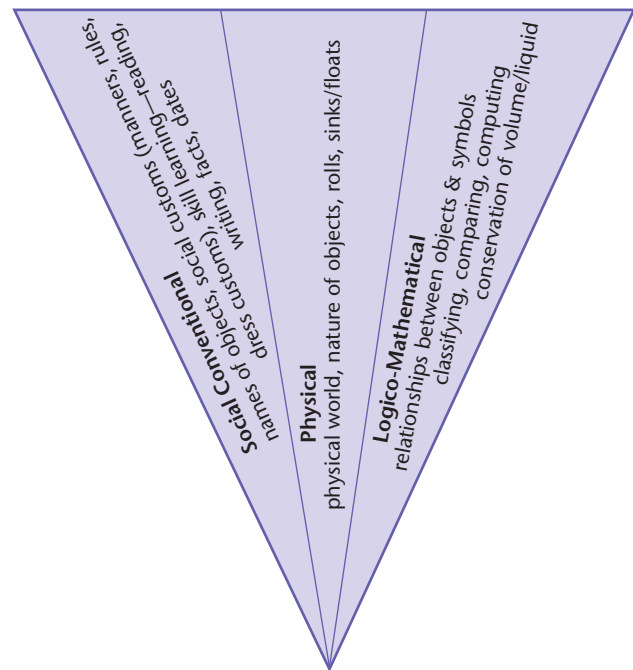 Social Conventional
names of objects, social customs (manners, rules,
dress customs), skill learning—reading,
writing, facts, dates
Physical
physical world, nature of objects, rolls, sinks/floats
Logico-Mathematical
relationships between objects & symbols
classifying, comparing, computing
conservation of volume/liquid